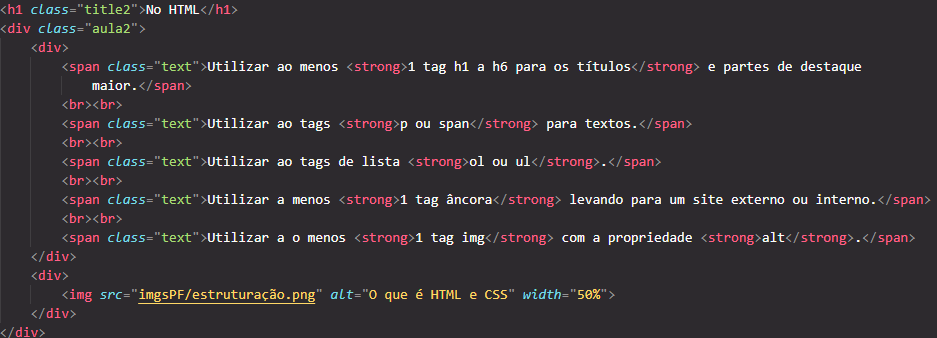 <h1 class="title2">No HTML</h1>
<div class="aula2">
<div>
<span class="text">Utilizar ao menos <strong>1 tag h1 a h6 para os títulos</strong> e partes de destaque
maior.</span>
<br><br>
<span class="text">Utilizar ao tags <strong>p ou span</strong> para textos.</span>
<br><br>
<span class="text">Utilizar ao tags de lista <strong>ol ou ul</strong>.</span>
<br><br>
<span class="text">Utilizar a menos <strong>1 tag âncora</strong> levando para um site externo ou interno.</span>
<br><br>
<span class="text">Utilizar a o menos <strong>1 tag img</strong> com a propriedade <strong>alt</strong>.</span>
</div>
<div>
<img src="imgsPF/estruturação.png" alt="O que é HTML e CSS" width="50%">
</div>
</div>